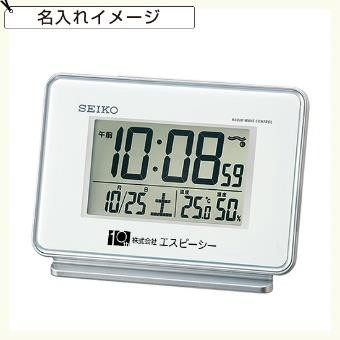 名入れイメージ
SEIKO
RADIO WAVE CONTROL
午前 10:08 59
月 日 温度 湿度
10/25 土 25.0℃ 50%
10th 株式会社 エスピーシー